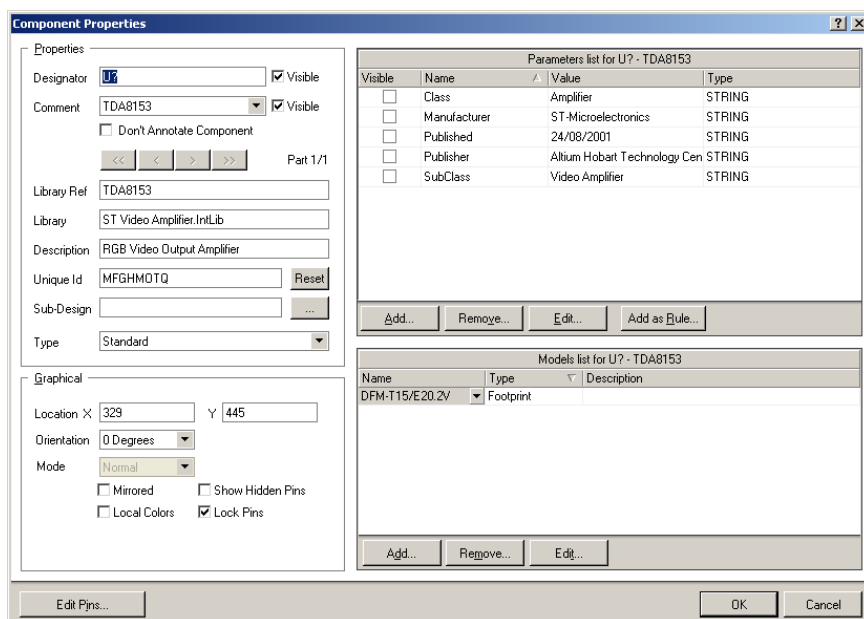 Component Properties
Properties
Designator U? Visible
Comment TDA8153 Visible
Don't Annotate Component
<< < > >> Part 1/1
Library Ref TDA8153
Library ST Video Amplifier.IntLib
Description RGB Video Output Amplifier
Unique Id MFGHMOTQ Reset
Sub-Design ...
Type Standard
Graphical
Location X 329 Y 445
Orientation 0 Degrees
Mode Normal
Mirrored Show Hidden Pins
Local Colors Lock Pins
Parameters list for U? - TDA8153
Visible Name Value Type
Class Amplifier STRING
Manufacturer ST-Microelectronics STRING
Published 24/08/2001 STRING
Publisher Altium Hobart Technology Cen STRING
SubClass Video Amplifier STRING
Add... Remove... Edit... Add as Rule...
Models list for U? - TDA8153
Name Type Description
DFM-T15/E20.2V Footprint
Add... Remove... Edit...
Edit Pins... OK Cancel